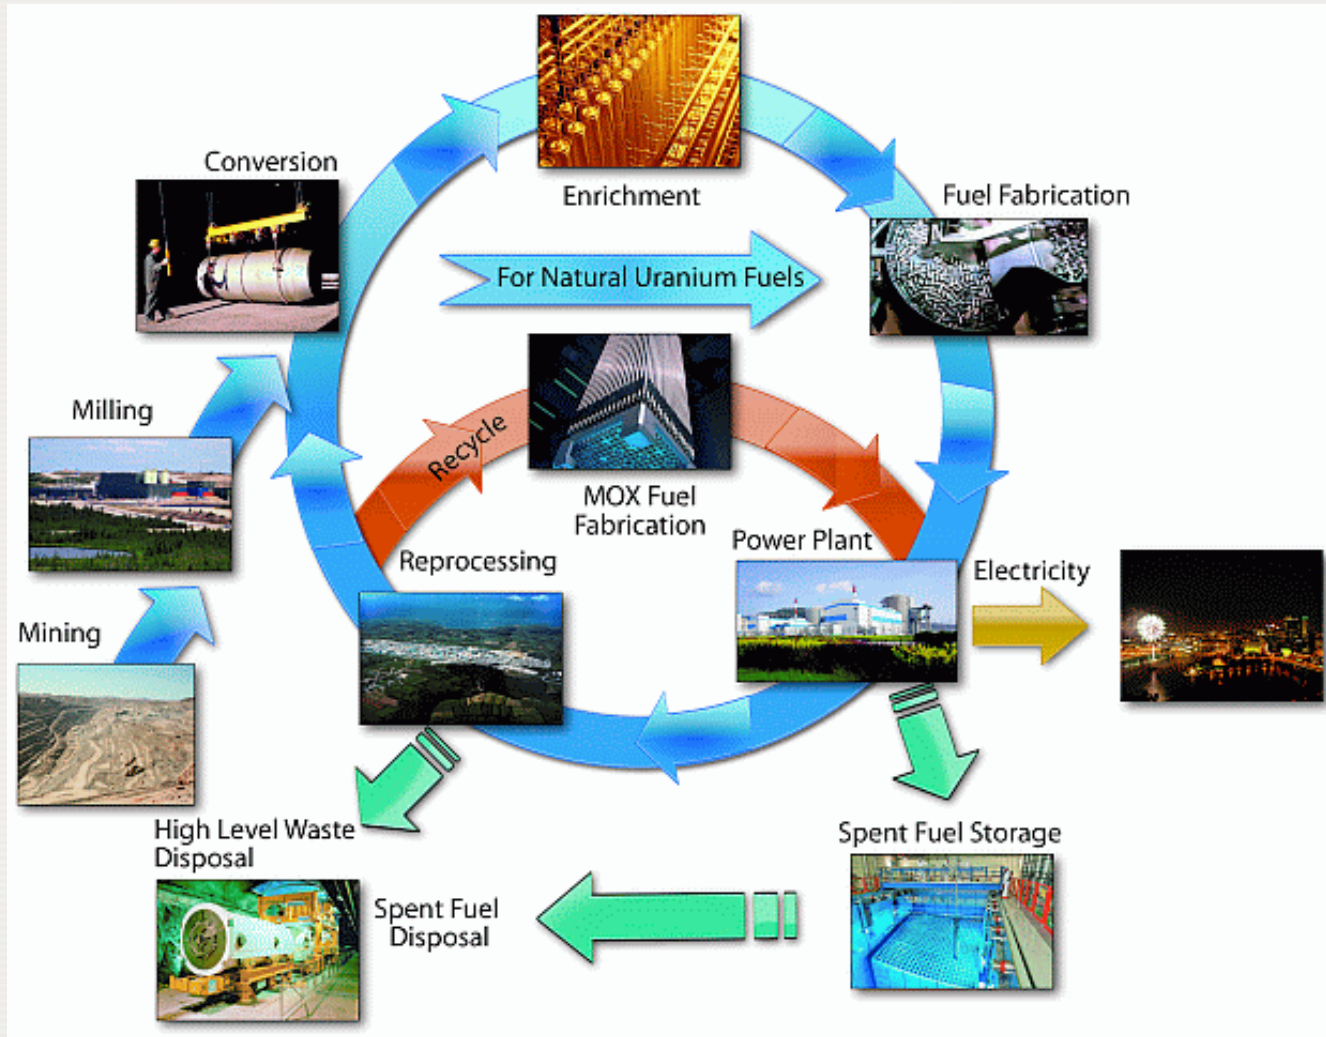 Conversion
Enrichment
Fuel Fabrication
For Natural Uranium Fuels
Milling
Recycle
MOX Fuel
Fabrication
Power Plant
Reprocessing
Electricity
Mining
High Level Waste
Disposal
Spent Fuel Storage
Spent Fuel
Disposal